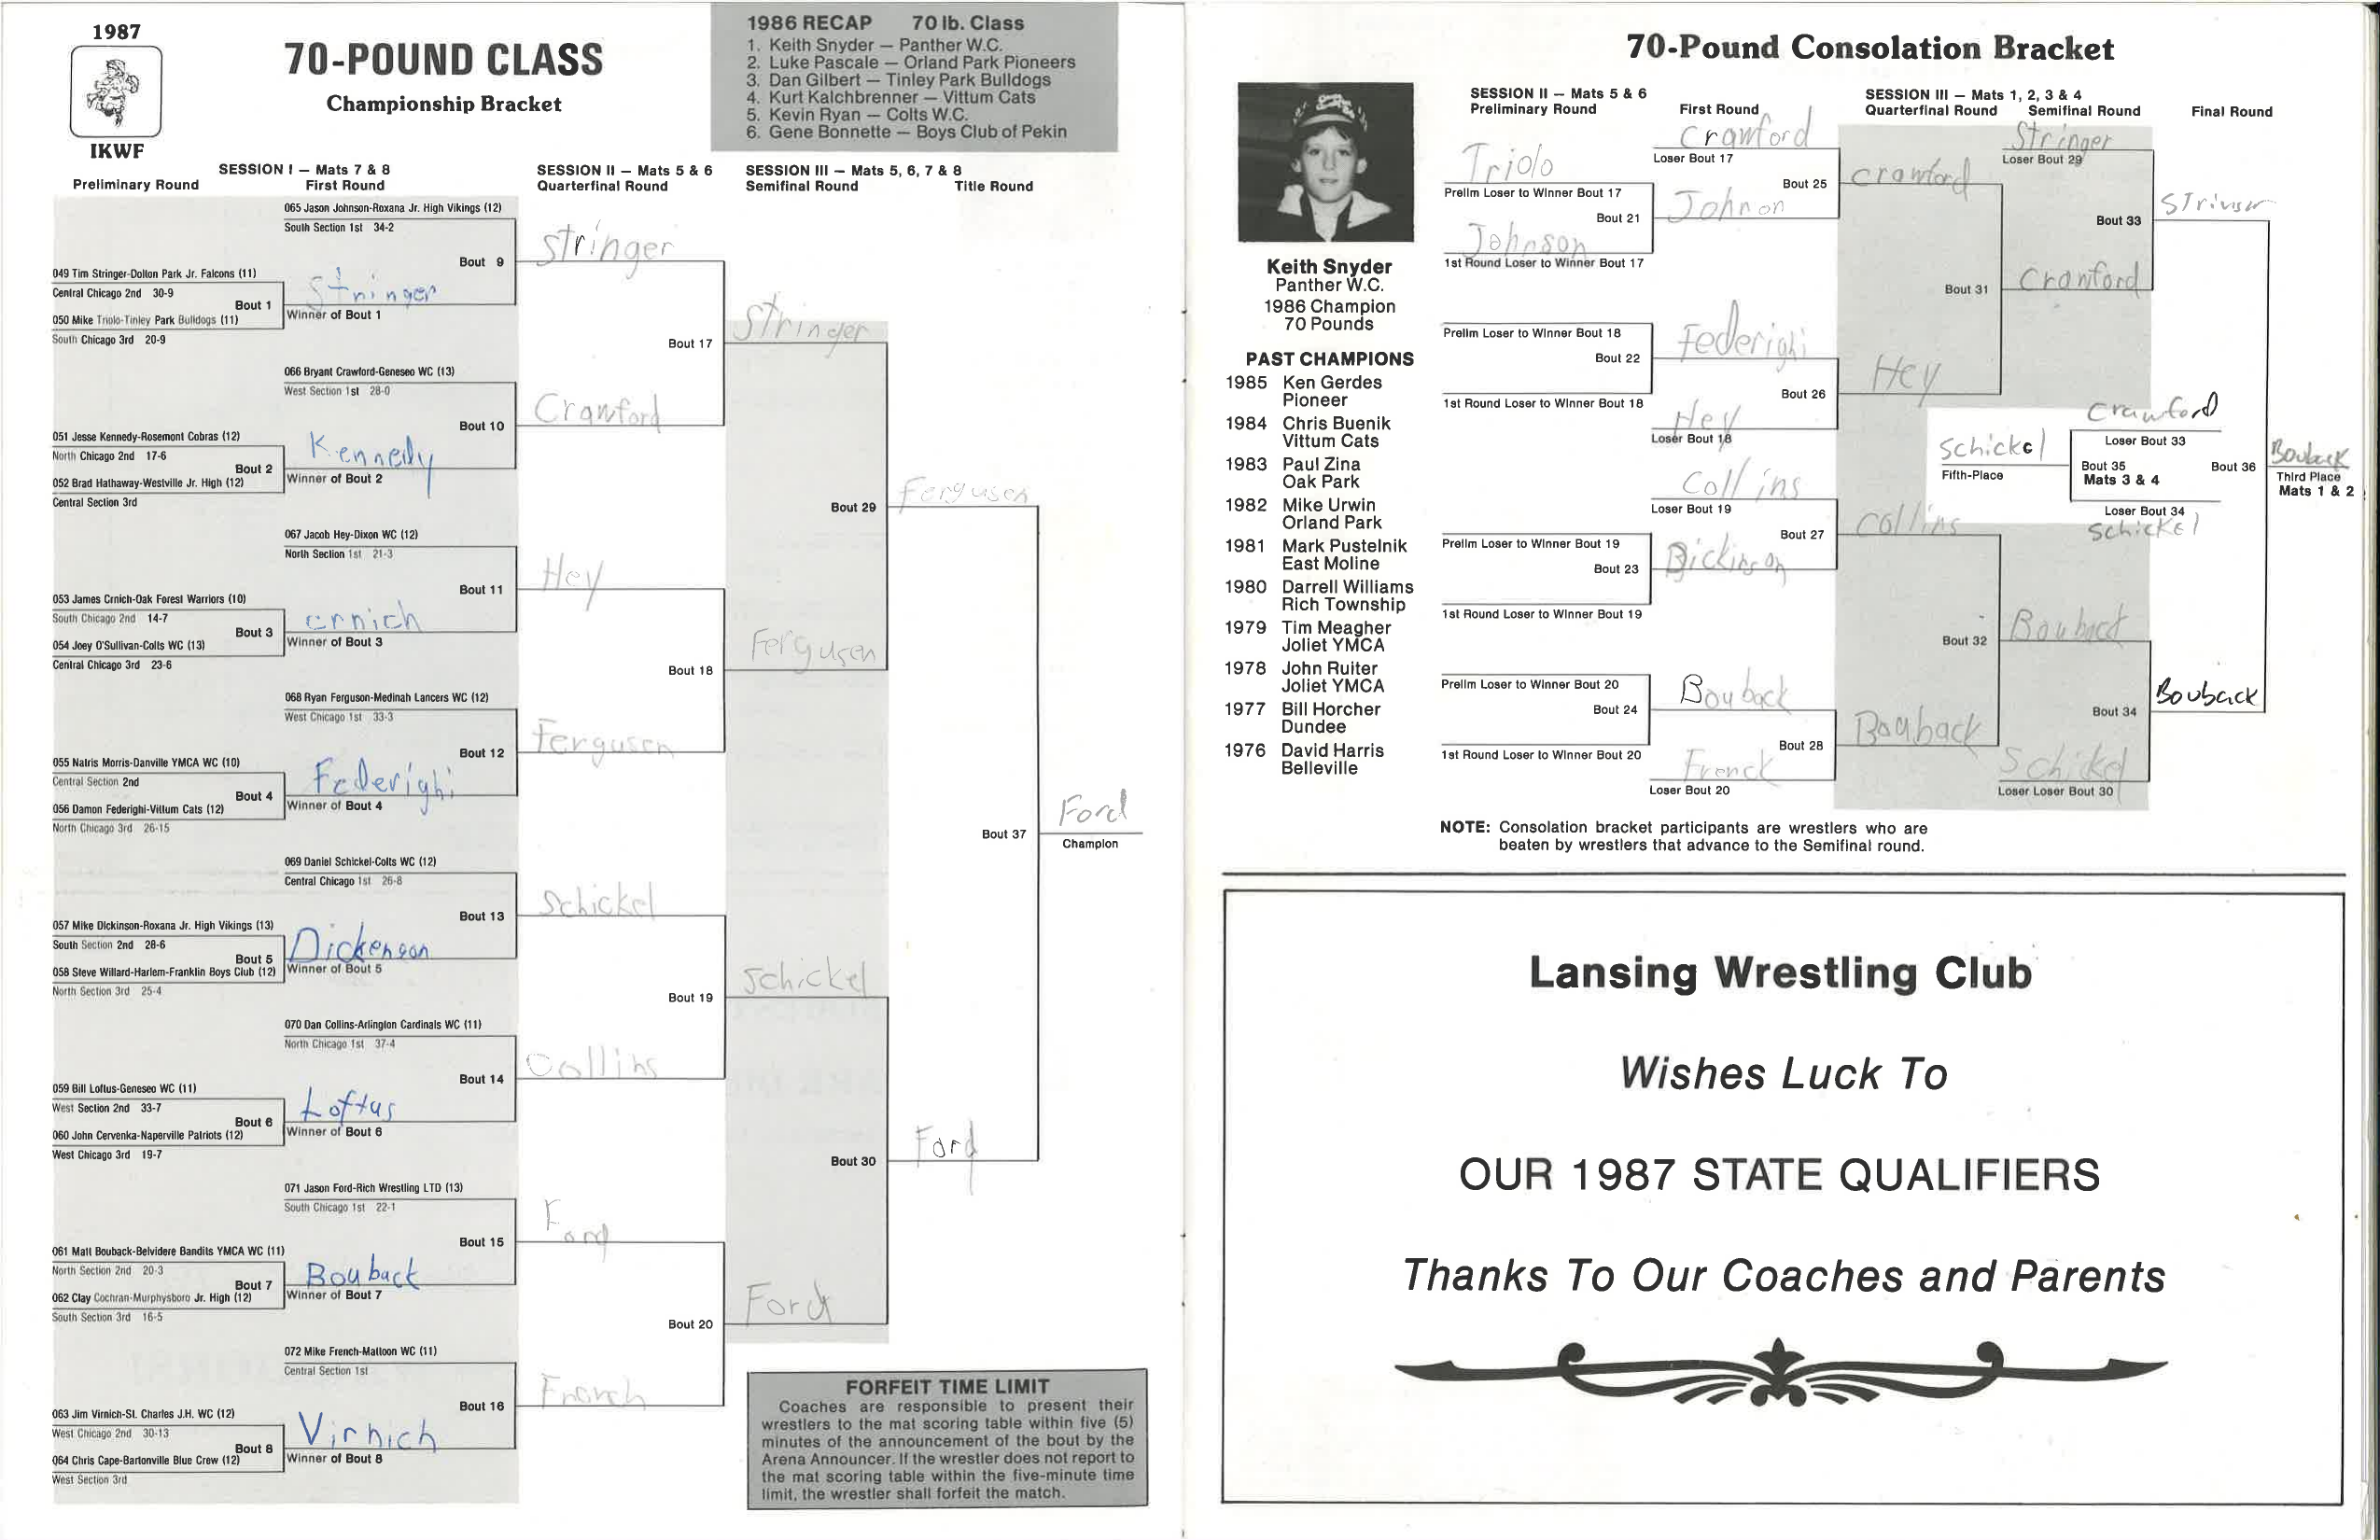 1987
IKWF
70-POUND CLASS
Championship Bracket
1986 RECAP 70 lb. Class
1. Keith Snyder — Panther W.C.
2. Luke Pascale — Orland Park Pioneers
3. Dan Gilbert — Tinley Park Bulldogs
4. Kurt Kalchbrenner — Vittum Cats
5. Kevin Ryan — Colts W.C.
6. Gene Bonnette — Boys Club of Pekin
SESSION I — Mats 7 & 8
Preliminary Round First Round
SESSION II — Mats 5 & 6
Quarterfinal Round
SESSION III — Mats 5, 6, 7 & 8
Semifinal Round Title Round
065 Jason Johnson-Roxana Jr. High Vikings (12)
South Section 1st 34-2
Bout 9
Stringer
049 Tim Stringer-Dolton Park Jr. Falcons (11)
Central Chicago 2nd 30-9
Bout 1
Stringer
Winner of Bout 1
050 Mike Triolo-Tinley Park Bulldogs (11)
South Chicago 3rd 20-9
Bout 17
Stringer
066 Bryant Crawford-Geneseo WC (13)
West Section 1st 28-0
Bout 10
Crawford
051 Jesse Kennedy-Rosemont Cobras (12)
North Chicago 2nd 17-6
Bout 2
Kennedy
Winner of Bout 2
052 Brad Hathaway-Westville Jr. High (12)
Central Section 3rd
Bout 29
Fergusen
067 Jacob Hey-Dixon WC (12)
North Section 1st 21-3
Bout 11
Hey
053 James Crnich-Oak Forest Warriors (10)
South Chicago 2nd 14-7
Bout 3
crnich
Winner of Bout 3
054 Joey O'Sullivan-Colts WC (13)
Central Chicago 3rd 23-6
Bout 18
Fergusen
068 Ryan Ferguson-Medinah Lancers WC (12)
West Chicago 1st 33-3
Bout 12
Fergusen
055 Natris Morris-Danville YMCA WC (10)
Central Section 2nd
Bout 4
Federighi
Winner of Bout 4
056 Damon Federighi-Vittum Cats (12)
North Chicago 3rd 26-15
Bout 37
Ford
Champion
069 Daniel Schickel-Colts WC (12)
Central Chicago 1st 26-8
Bout 13
Schickel
057 Mike Dickinson-Roxana Jr. High Vikings (13)
South Section 2nd 28-6
Bout 5
Dickenson
Winner of Bout 5
058 Steve Willard-Harlem-Franklin Boys Club (12)
North Section 3rd 25-4
Bout 19
Schickel
070 Dan Collins-Arlington Cardinals WC (11)
North Chicago 1st 37-4
Bout 14
Collins
059 Bill Loftus-Geneseo WC (11)
West Section 2nd 33-7
Bout 6
Loftus
Winner of Bout 6
060 John Cervenka-Naperville Patriots (12)
West Chicago 3rd 19-7
Bout 30
Ford
071 Jason Ford-Rich Wrestling LTD (13)
South Chicago 1st 22-1
Bout 15
Ford
061 Matt Bouback-Belvidere Bandits YMCA WC (11)
North Section 2nd 20-3
Bout 7
Bouback
Winner of Bout 7
062 Clay Cochran-Murphysboro Jr. High (12)
South Section 3rd 16-5
Bout 20
Ford
072 Mike French-Mattoon WC (11)
Central Section 1st
Bout 16
063 Jim Virnich-St. Charles J.H. WC (12)
West Chicago 2nd 30-13
Bout 8
Virnich
Winner of Bout 8
064 Chris Cape-Bartonville Blue Crew (12)
West Section 3rd
FORFEIT TIME LIMIT
Coaches are responsible to present their
wrestlers to the mat scoring table within five (5)
minutes of the announcement of the bout by the
Arena Announcer. If the wrestler does not report to
the mat scoring table within the five-minute time
limit, the wrestler shall forfeit the match.
70-Pound Consolation Bracket
Keith Snyder
Panther W.C.
1986 Champion
70 Pounds
PAST CHAMPIONS
1985 Ken Gerdes
Pioneer
1984 Chris Buenik
Vittum Cats
1983 Paul Zina
Oak Park
1982 Mike Urwin
Orland Park
1981 Mark Pustelnik
East Moline
1980 Darrell Williams
Rich Township
1979 Tim Meagher
Joliet YMCA
1978 John Ruiter
Joliet YMCA
1977 Bill Horcher
Dundee
1976 David Harris
Belleville
SESSION II — Mats 5 & 6
Preliminary Round First Round
SESSION III — Mats 1, 2, 3 & 4
Quarterfinal Round Semifinal Round Final Round
Crawford
Loser Bout 17
Triolo
Prelim Loser to Winner Bout 17
Bout 21
Johnson
1st Round Loser to Winner Bout 17
Johnon
Bout 25
Crawford
Stringer
Loser Bout 29
Bout 33
Bout 31
Crawford
Prelim Loser to Winner Bout 18
Bout 22
1st Round Loser to Winner Bout 18
Federighi
Bout 26
Hey
Hey
Loser Bout 18
Crawford
Loser Bout 33
Schickel
Fifth-Place
Bout 35
Mats 3 & 4
Loser Bout 34
Schickel
Bout 36
Bouback
Third Place
Mats 1 & 2
Collins
Loser Bout 19
Prelim Loser to Winner Bout 19
Bout 23
1st Round Loser to Winner Bout 19
Dickinson
Bout 27
Collins
Bout 32
Bouback
Prelim Loser to Winner Bout 20
Bout 24
1st Round Loser to Winner Bout 20
Bouback
Bout 28
Bouback
Bout 34
Bouback
French
Loser Bout 20
Schickel
Loser Loser Bout 30
NOTE: Consolation bracket participants are wrestlers who are
beaten by wrestlers that advance to the Semifinal round.
Lansing Wrestling Club
Wishes Luck To
OUR 1987 STATE QUALIFIERS
Thanks To Our Coaches and Parents